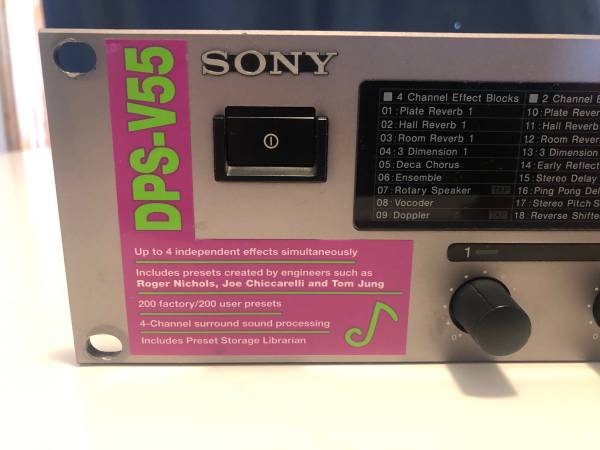 SONY
DPS-V55
4 Channel Effect Blocks
01:Plate Reverb 1
02:Hall Reverb 1
03:Room Reverb 1
04:3 Dimension 1
05:Deca Chorus
06:Ensemble
07:Rotary Speaker TAP
08:Vocoder
09:Doppler TAP
2 Channel E
10:Plate Rever
11:Hall Reverb
12:Room Rever
13:3 Dimension
14:Early Reflect
15:Stereo Delay
16:Ping Pong Del
17:Stereo Pitch S
18:Reverse Shifte
Up to 4 independent effects simultaneously
Includes presets created by engineers such as
Roger Nichols, Joe Chiccarelli and Tom Jung
200 factory/200 user presets
4-Channel surround sound processing
Includes Preset Storage Librarian
1